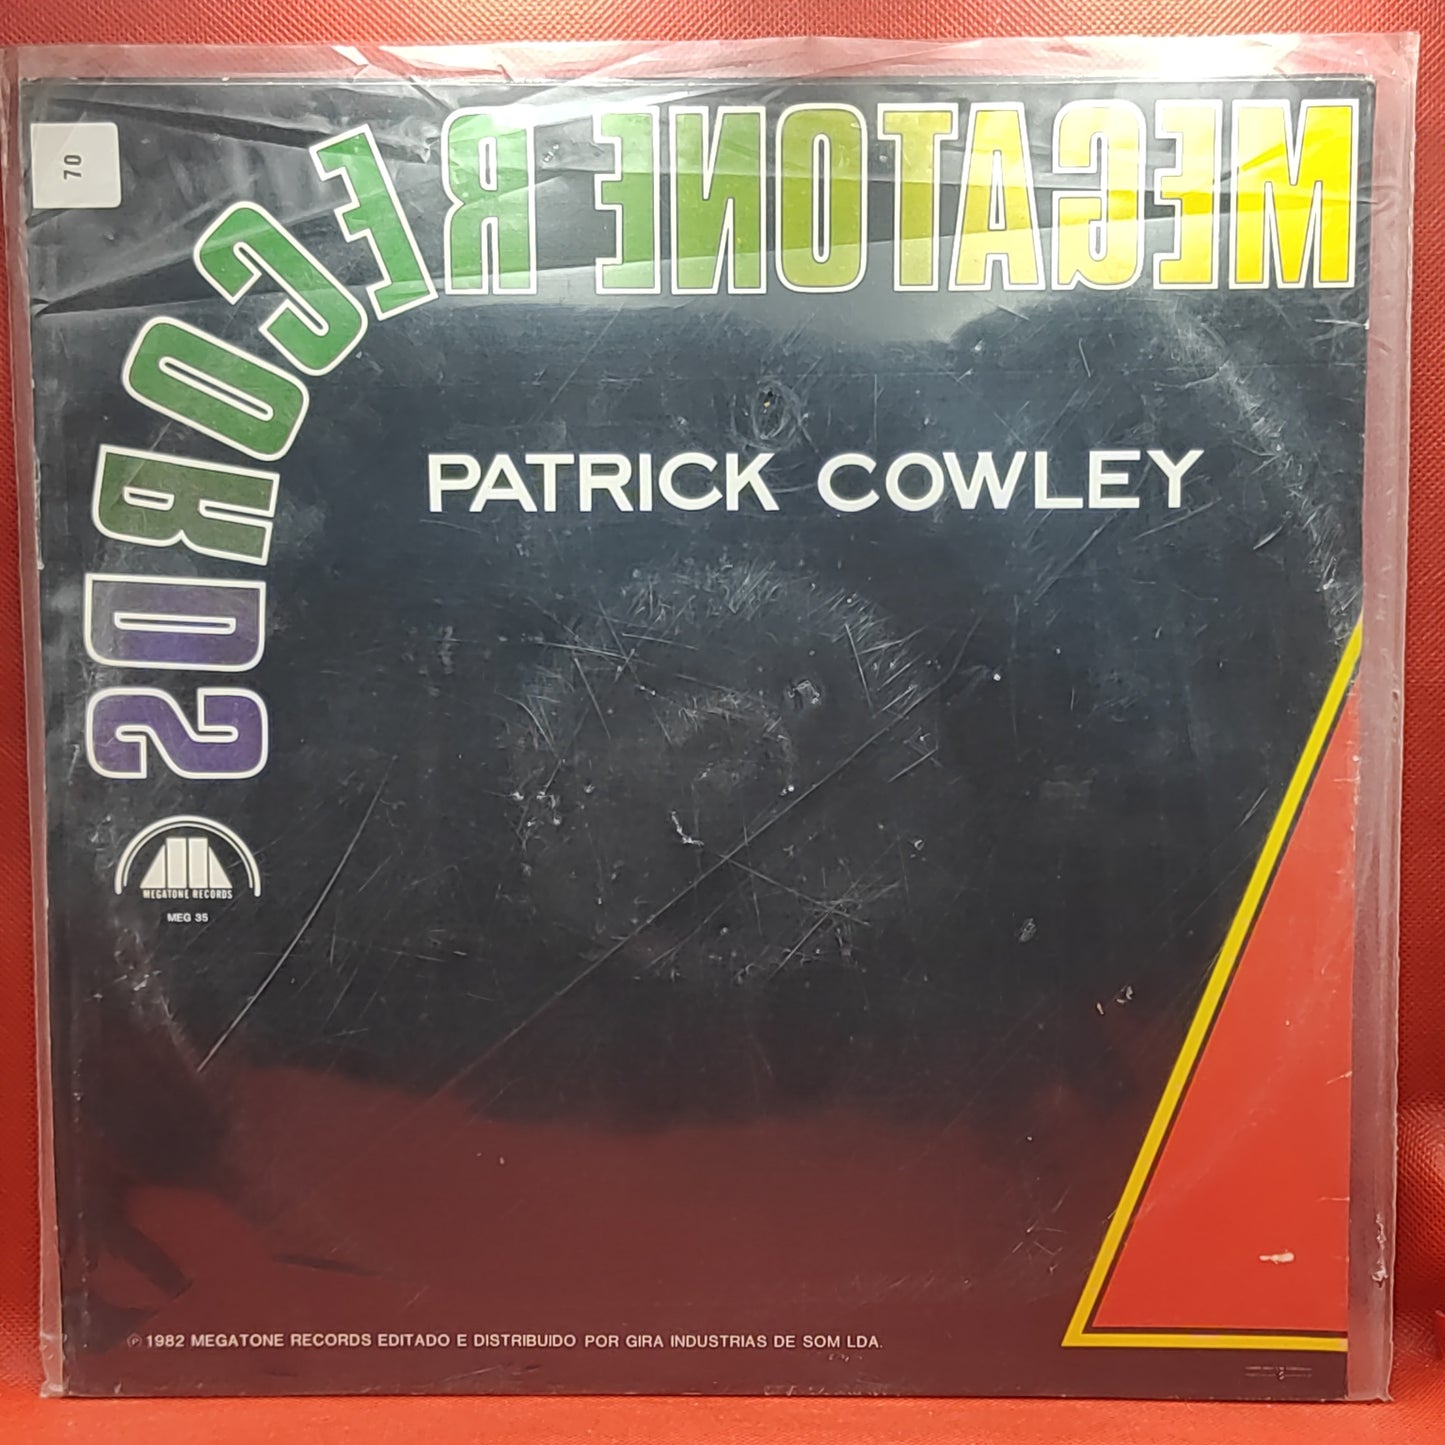 70
MEGATONE RECORDS
PATRICK COWLEY
MEGATONE RECORDS
MEG 35
℗ 1982 MEGATONE RECORDS EDITADO E DISTRIBUIDO POR GIRA INDUSTRIAS DE SOM LDA.